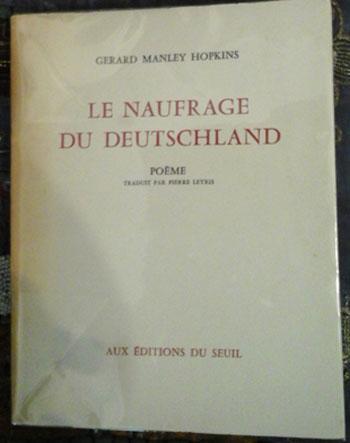 GERARD MANLEY HOPKINS
LE NAUFRAGE
DU DEUTSCHLAND
POÈME
TRADUIT PAR PIERRE LEYRIS
AUX ÉDITIONS DU SEUIL